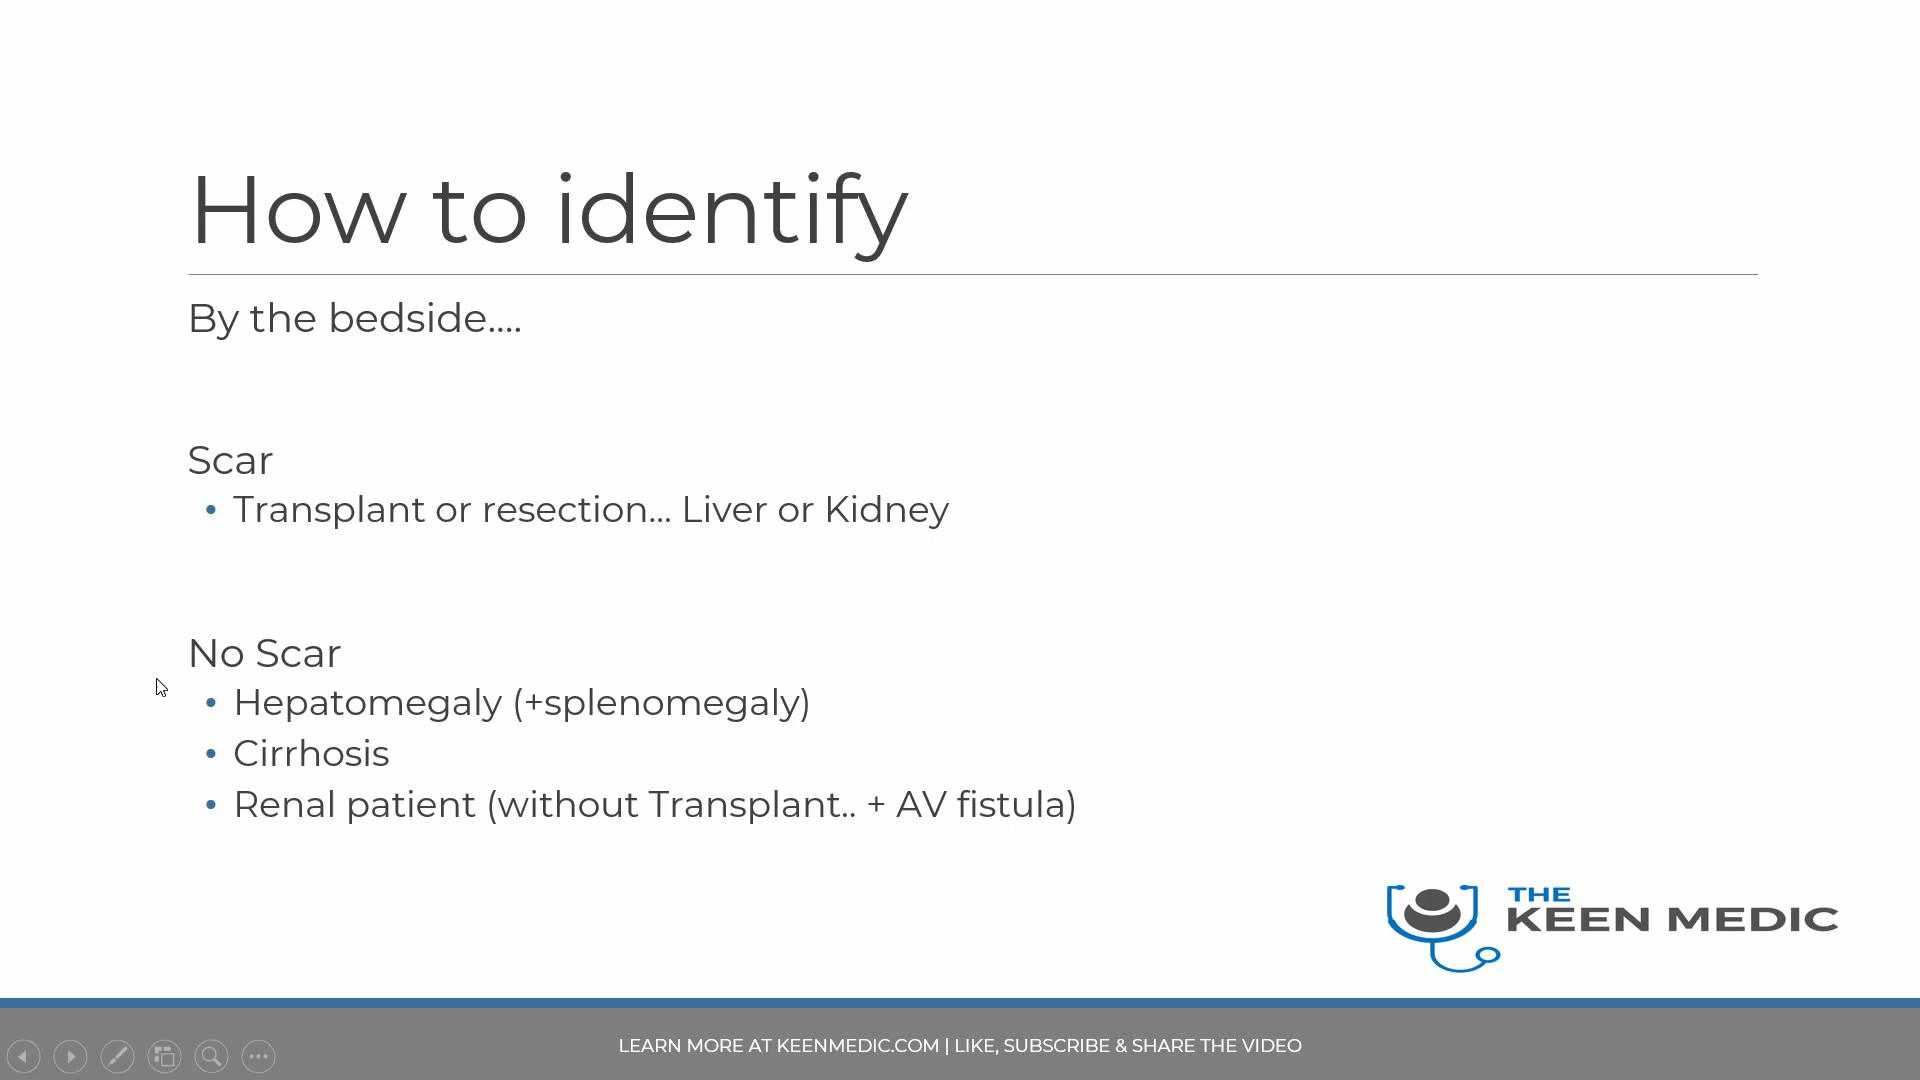 How to identify
By the bedside....
Scar
• Transplant or resection... Liver or Kidney
No Scar
• Hepatomegaly (+splenomegaly)
• Cirrhosis
• Renal patient (without Transplant.. + AV fistula)
THE
KEEN MEDIC
LEARN MORE AT KEENMEDIC.COM | LIKE, SUBSCRIBE & SHARE THE VIDEO